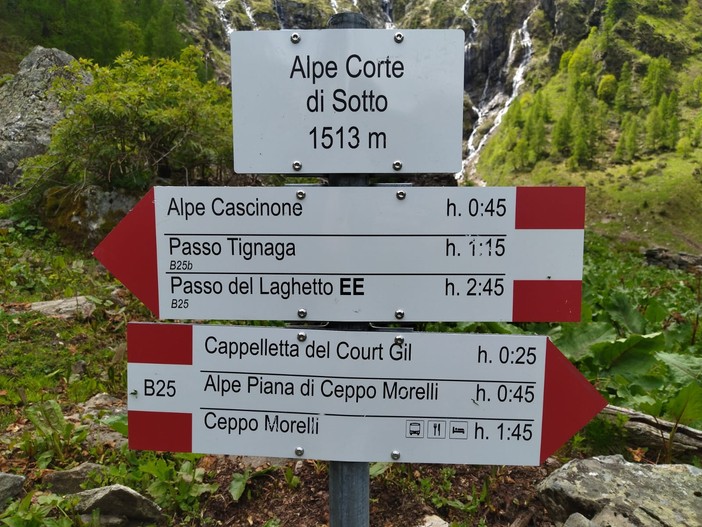 Alpe Corte
di Sotto
1513 m
Alpe Cascinone h. 0:45
Passo Tignaga h. 1:15
B25b
Passo del Laghetto EE h. 2:45
B25
Cappelletta del Court Gil h. 0:25
B25 Alpe Piana di Ceppo Morelli h. 0:45
Ceppo Morelli h. 1:45